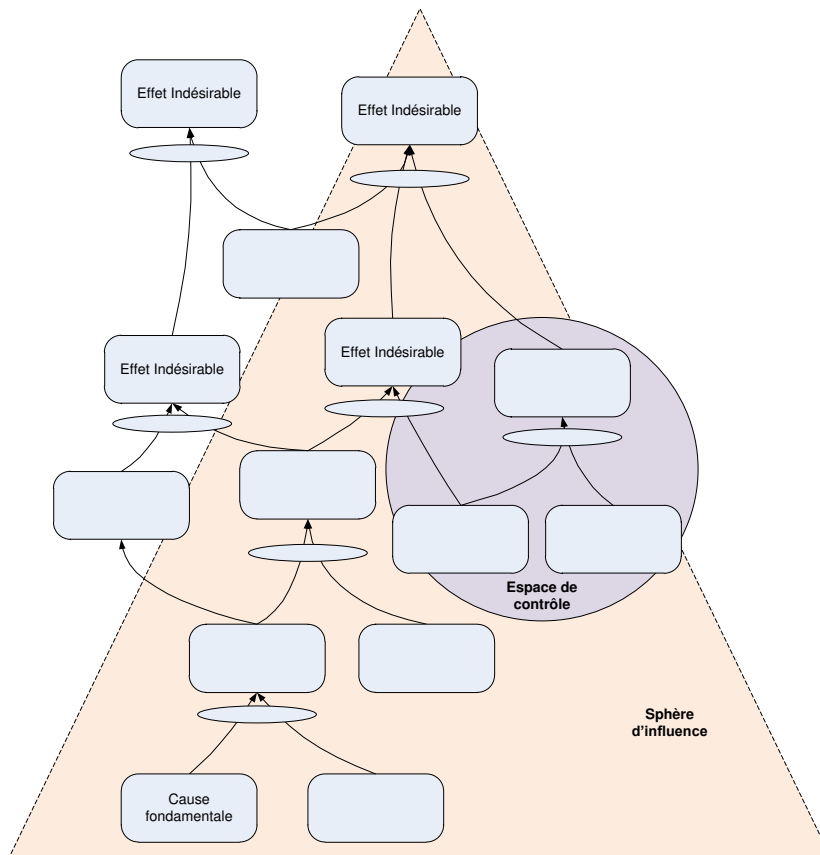 Effet Indésirable
Effet Indésirable
Effet Indésirable
Effet Indésirable
Espace de
contrôle
Sphère
d'influence
Cause
fondamentale